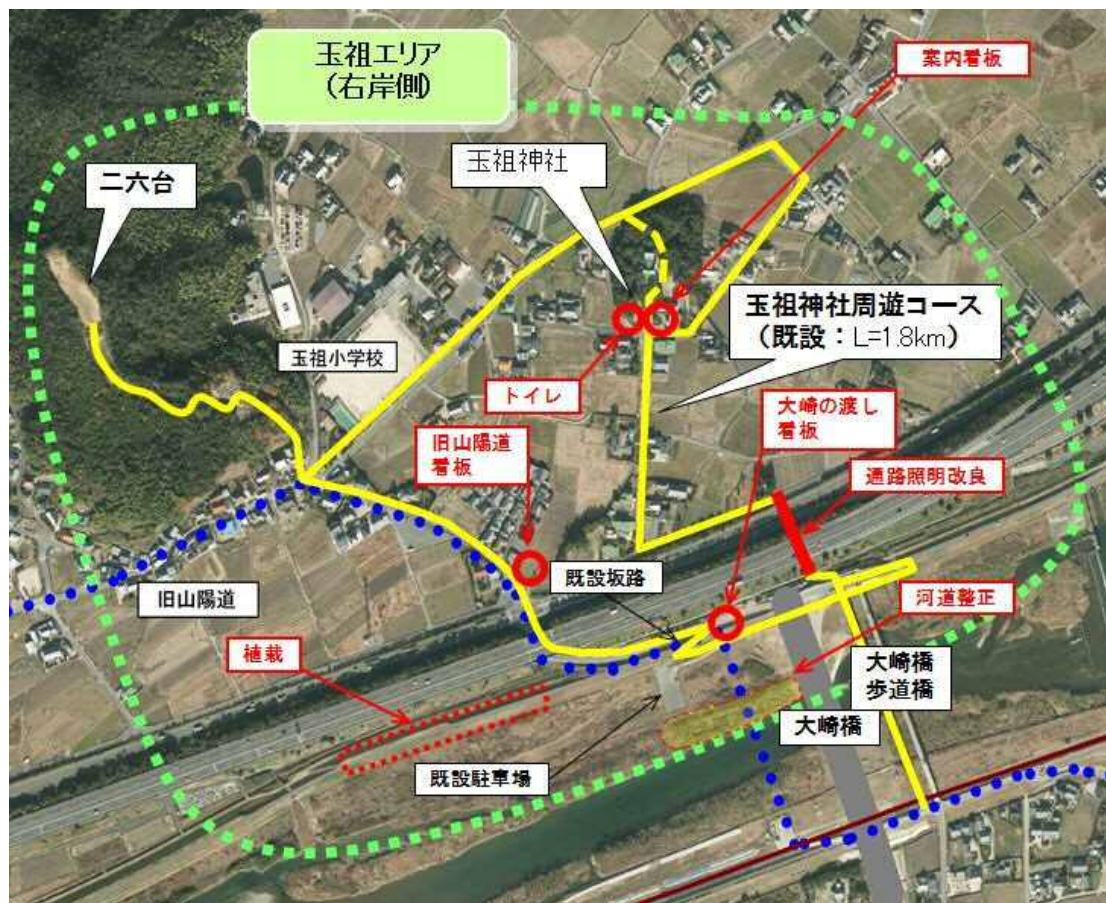 玉祖エリア
(右岸側)
案内看板
玉祖神社
二六台
玉祖神社周遊コース
(既設：L=1.8km)
玉祖小学校
トイレ
大崎の渡し
看板
旧山陽道
看板
通路照明改良
既設坂路
旧山陽道
河道整正
植栽
大崎橋
歩道橋
大崎橋
既設駐車場